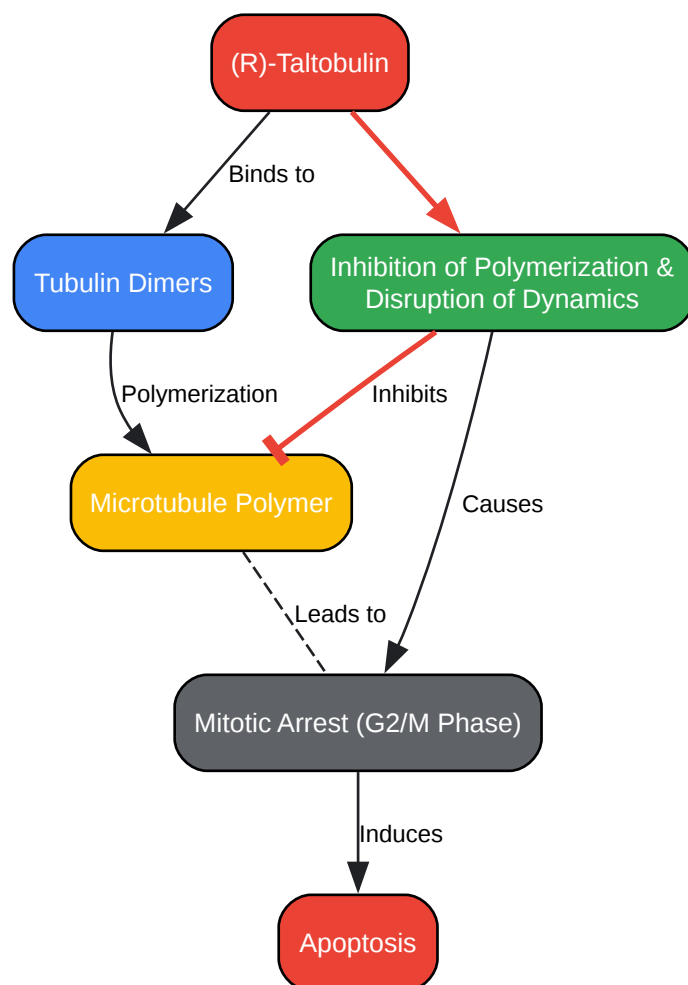 (R)-Taltobulin
Binds to
Tubulin Dimers
Inhibition of Polymerization &
Disruption of Dynamics
Polymerization
Inhibits
Microtubule Polymer
Causes
Leads to
Mitotic Arrest (G2/M Phase)
Induces
Apoptosis